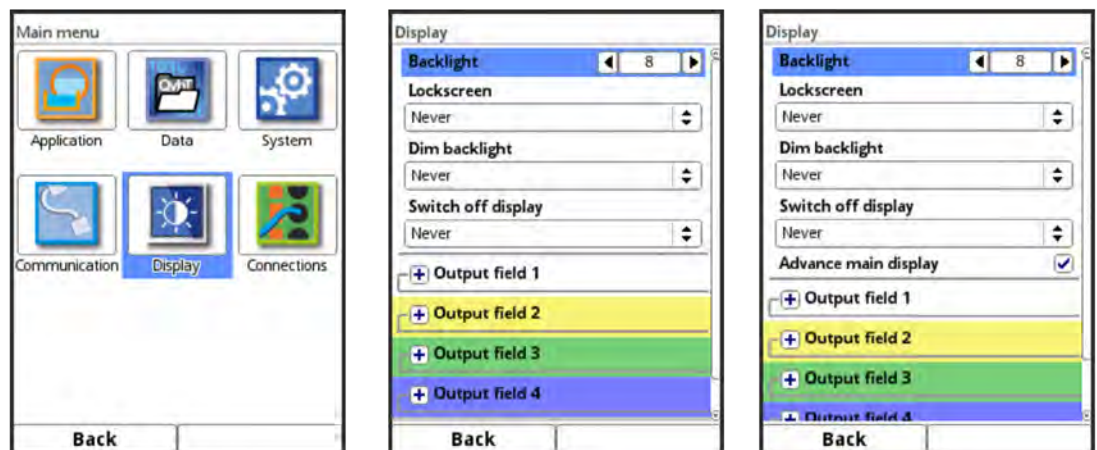 Main menu
Application
Data
System
Communication
Display
Connections
Back
Display
Backlight 8
Lockscreen
Never
Dim backlight
Never
Switch off display
Never
Output field 1
Output field 2
Output field 3
Output field 4
Back
Display
Backlight 8
Lockscreen
Never
Dim backlight
Never
Switch off display
Never
Advance main display
Output field 1
Output field 2
Output field 3
Output field 4
Back